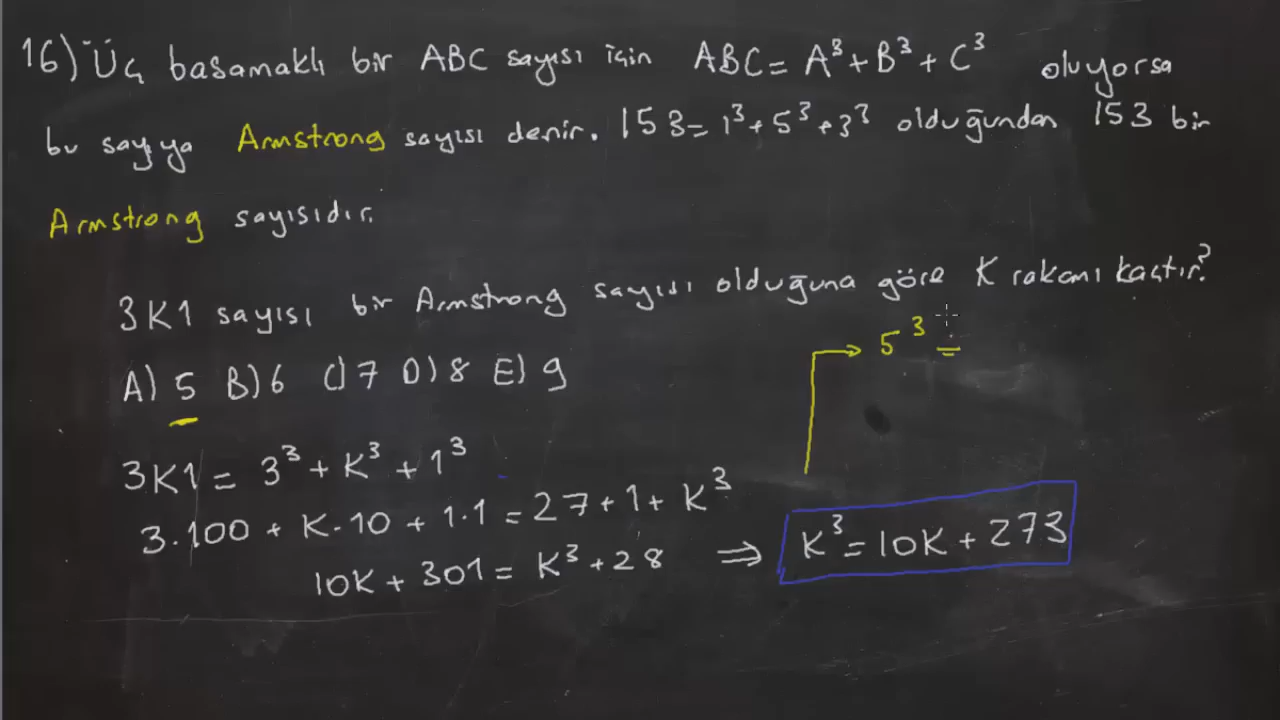 16) Üç basamaklı bir ABC sayısı için ABC = A³ + B³ + C³ oluyorsa
bu sayıya Armstrong sayısı denir. 153 = 1³ + 5³ + 3³ olduğundan 153 bir
Armstrong sayısıdır.
3K1 sayısı bir Armstrong sayısı olduğuna göre K rakamı kaçtır?
A) 5 B) 6 C) 7 D) 8 E) 9
5³ =
3K1 = 3³ + K³ + 1³
3.100 + K.10 + 1.1 = 27 + 1 + K³
10K + 301 = K³ + 28 ⇒ K³ = 10K + 273